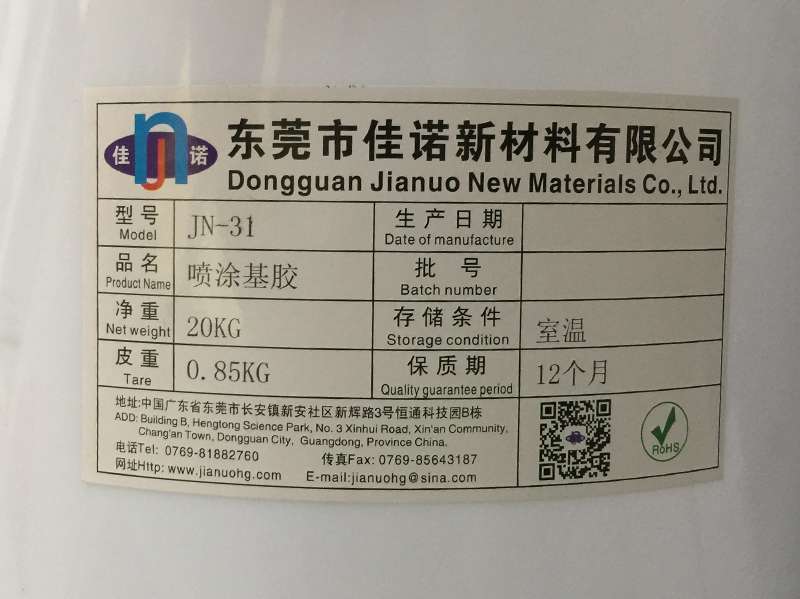 佳 n 诺
东莞市佳诺新材料有限公司
Dongguan Jianuo New Materials Co., Ltd.
型号 JN-31 生产日期
Model Date of manufacture
品名 喷涂基胶 批号
Product Name Batch number
净重 20KG 存储条件 室温
Net weight Storage condition
皮重 0.85KG 保质期 12个月
Tare Quality guarantee period
地址:中国广东省东莞市长安镇新安社区新辉路3号恒通科技园B栋
ADD: Building B, Hengtong Science Park, No. 3 Xinhui Road, Xin'an Community,
Chang'an Town, Dongguan City, Guangdong, Province China.
电话Tel: 0769-81882760 传真Fax: 0769-85643187
网址Http: www.jianuohg.com E-mail:jianuohg@sina.com
RoHS